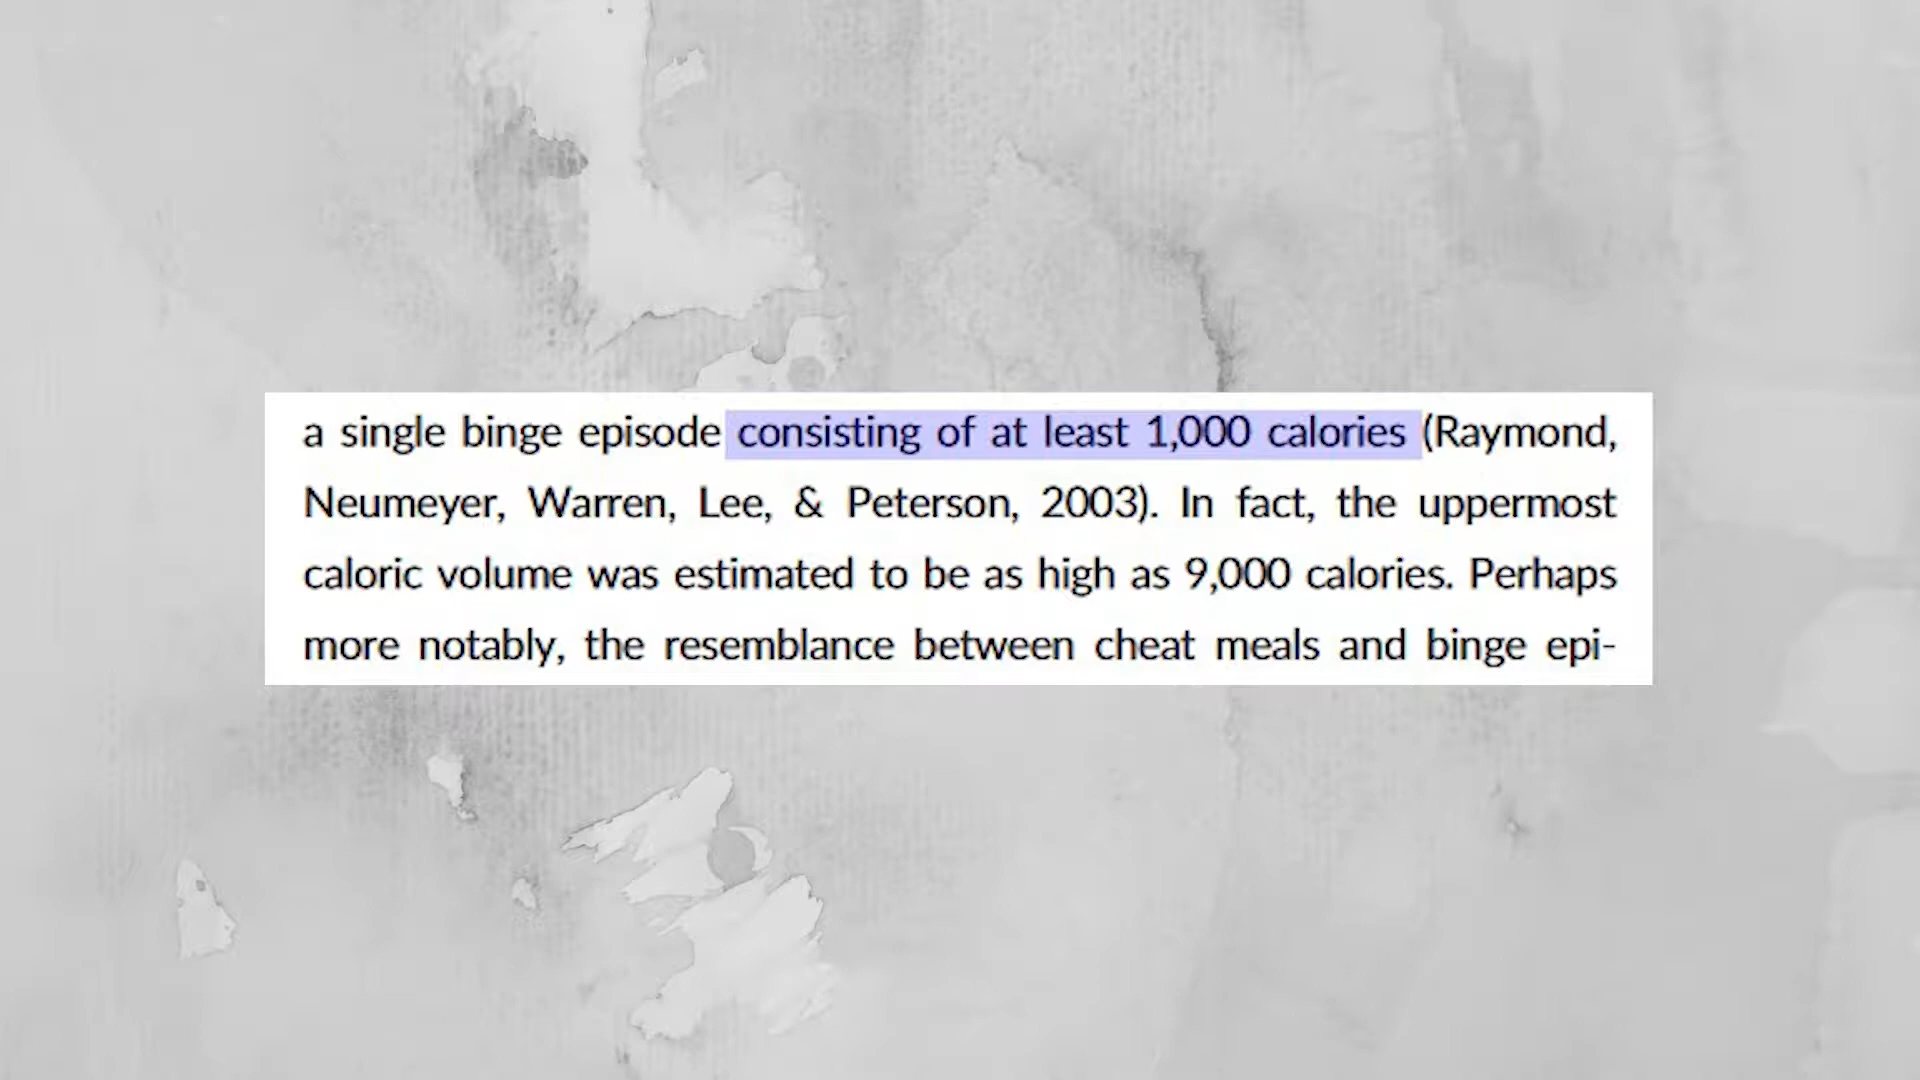 a single binge episode consisting of at least 1,000 calories (Raymond,
Neumeyer, Warren, Lee, & Peterson, 2003). In fact, the uppermost
caloric volume was estimated to be as high as 9,000 calories. Perhaps
more notably, the resemblance between cheat meals and binge epi-